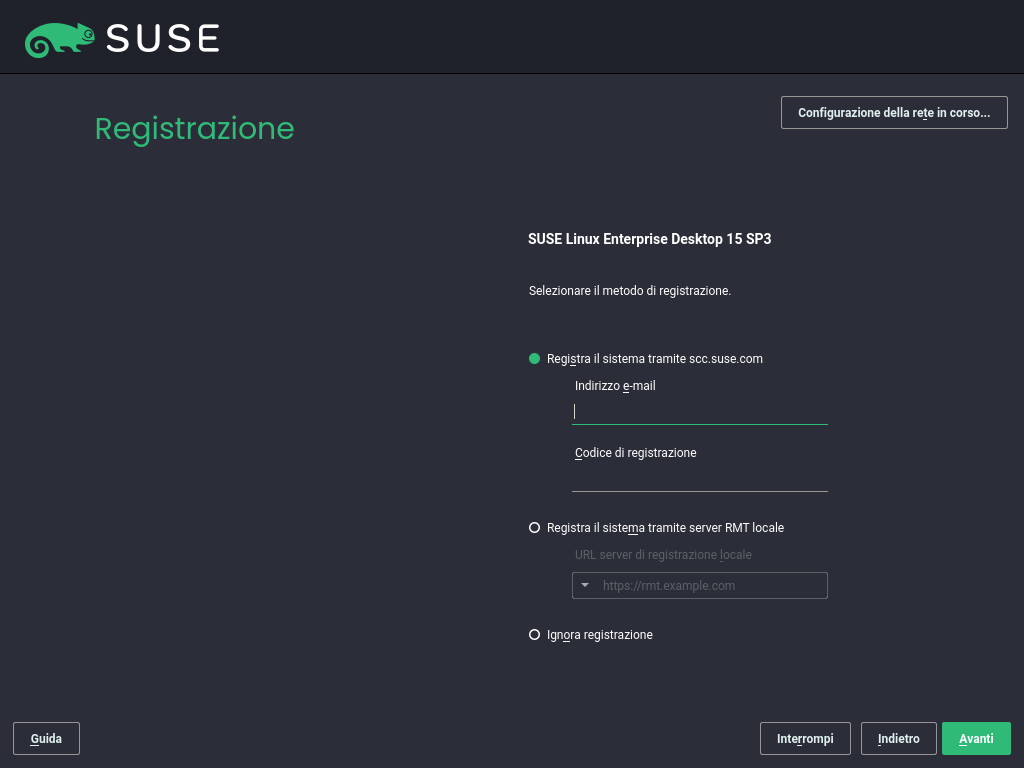 SUSE
Registrazione
Configurazione della rete in corso...
SUSE Linux Enterprise Desktop 15 SP3
Selezionare il metodo di registrazione.
Registra il sistema tramite scc.suse.com
Indirizzo e-mail
Codice di registrazione
Registra il sistema tramite server RMT locale
URL server di registrazione locale
https://rmt.example.com
Ignora registrazione
Guida
Interrompi
Indietro
Avanti